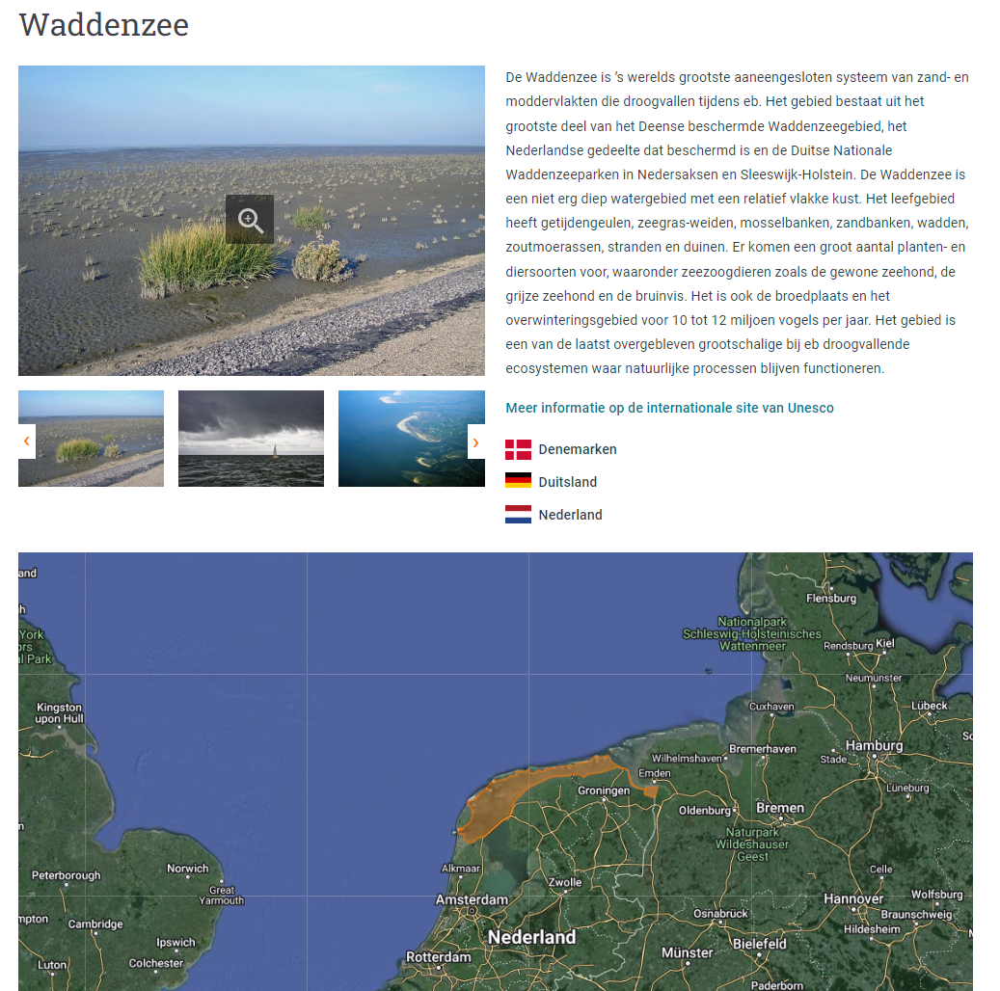 Waddenzee
De Waddenzee is ’s werelds grootste aaneengesloten systeem van zand- en
moddervlakten die droogvallen tijdens eb. Het gebied bestaat uit het
grootste deel van het Deense beschermde Waddenzeegebied, het
Nederlandse gedeelte dat beschermd is en de Duitse Nationale
Waddenzeeparken in Nedersaksen en Sleeswijk-Holstein. De Waddenzee is
een niet erg diep watergebied met een relatief vlakke kust. Het leefgebied
heeft getijdengeulen, zeegras-weiden, mosselbanken, zandbanken, wadden,
zoutmoerassen, stranden en duinen. Er komen een groot aantal planten- en
diersoorten voor, waaronder zeezoogdieren zoals de gewone zeehond, de
grijze zeehond en de bruinvis. Het is ook de broedplaats en het
overwinteringsgebied voor 10 tot 12 miljoen vogels per jaar. Het gebied is
een van de laatst overgebleven grootschalige bij eb droogvallende
ecosystemen waar natuurlijke processen blijven functioneren.
Meer informatie op de internationale site van Unesco
Denemarken
Duitsland
Nederland
and
Flensburg
h
Nationalpark
Schleswig-Holsteinisches
Wattenmeer
York
ors
al Park
Rendsburg
Kiel
Neumünster
Kingston
upon Hull
Cuxhaven
Lübeck
Sc
Hamburg
Bremerhaven
Wilhelmshaven
Stade
Emden
Groningen
Lüneburg
Oldenburg
Bremen
n
Naturpark
Wildeshauser
Geest
Norwich
Alkmaar
Celle
Peterborough
Great
Yarmouth
Zwolle
Amsterdam
Hannover
Wolfsburg
mpton
Cambridge
Osnabrück
Braunschweig
Hildesheim
M
Ipswich
Nederland
Bielefeld
Luton
Colchester
Rotterdam
Münster
Paderborn